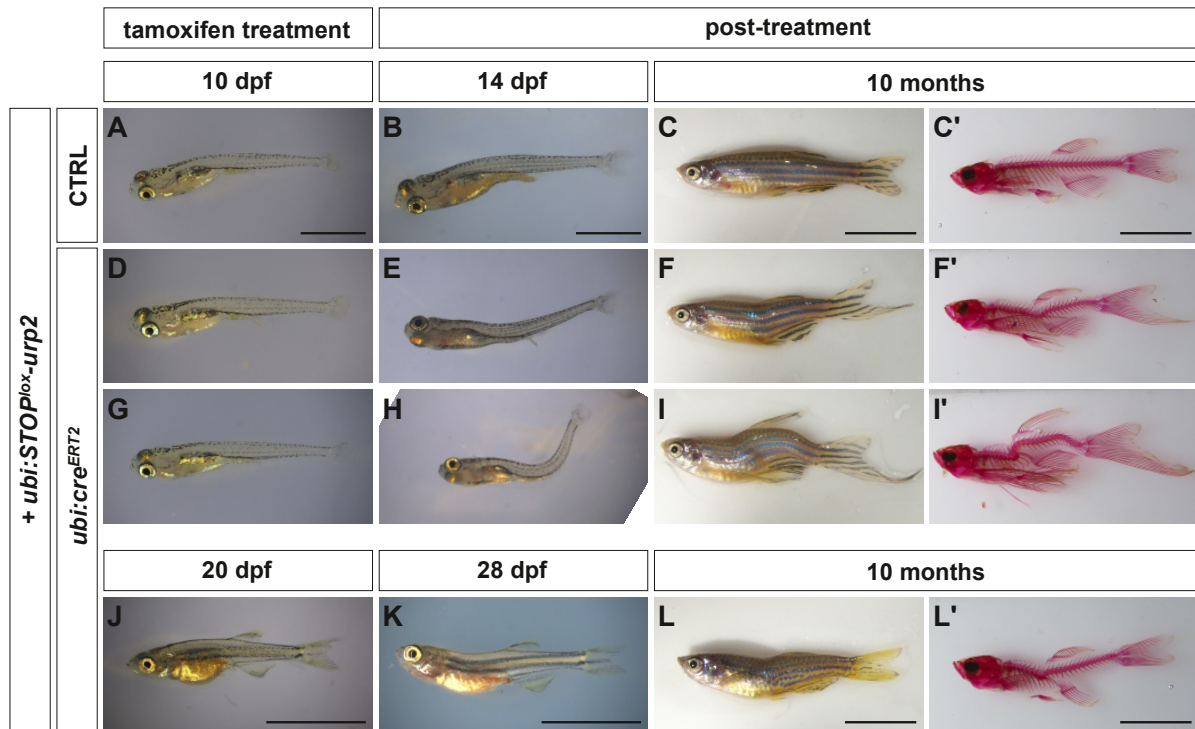 tamoxifen treatment
post-treatment
10 dpf
14 dpf
10 months
+ ubi:STOPlox-urp2
CTRL
A
B
C
C'
ubi:creERT2
D
E
F
F'
G
H
I
I'
20 dpf
28 dpf
10 months
J
K
L
L'